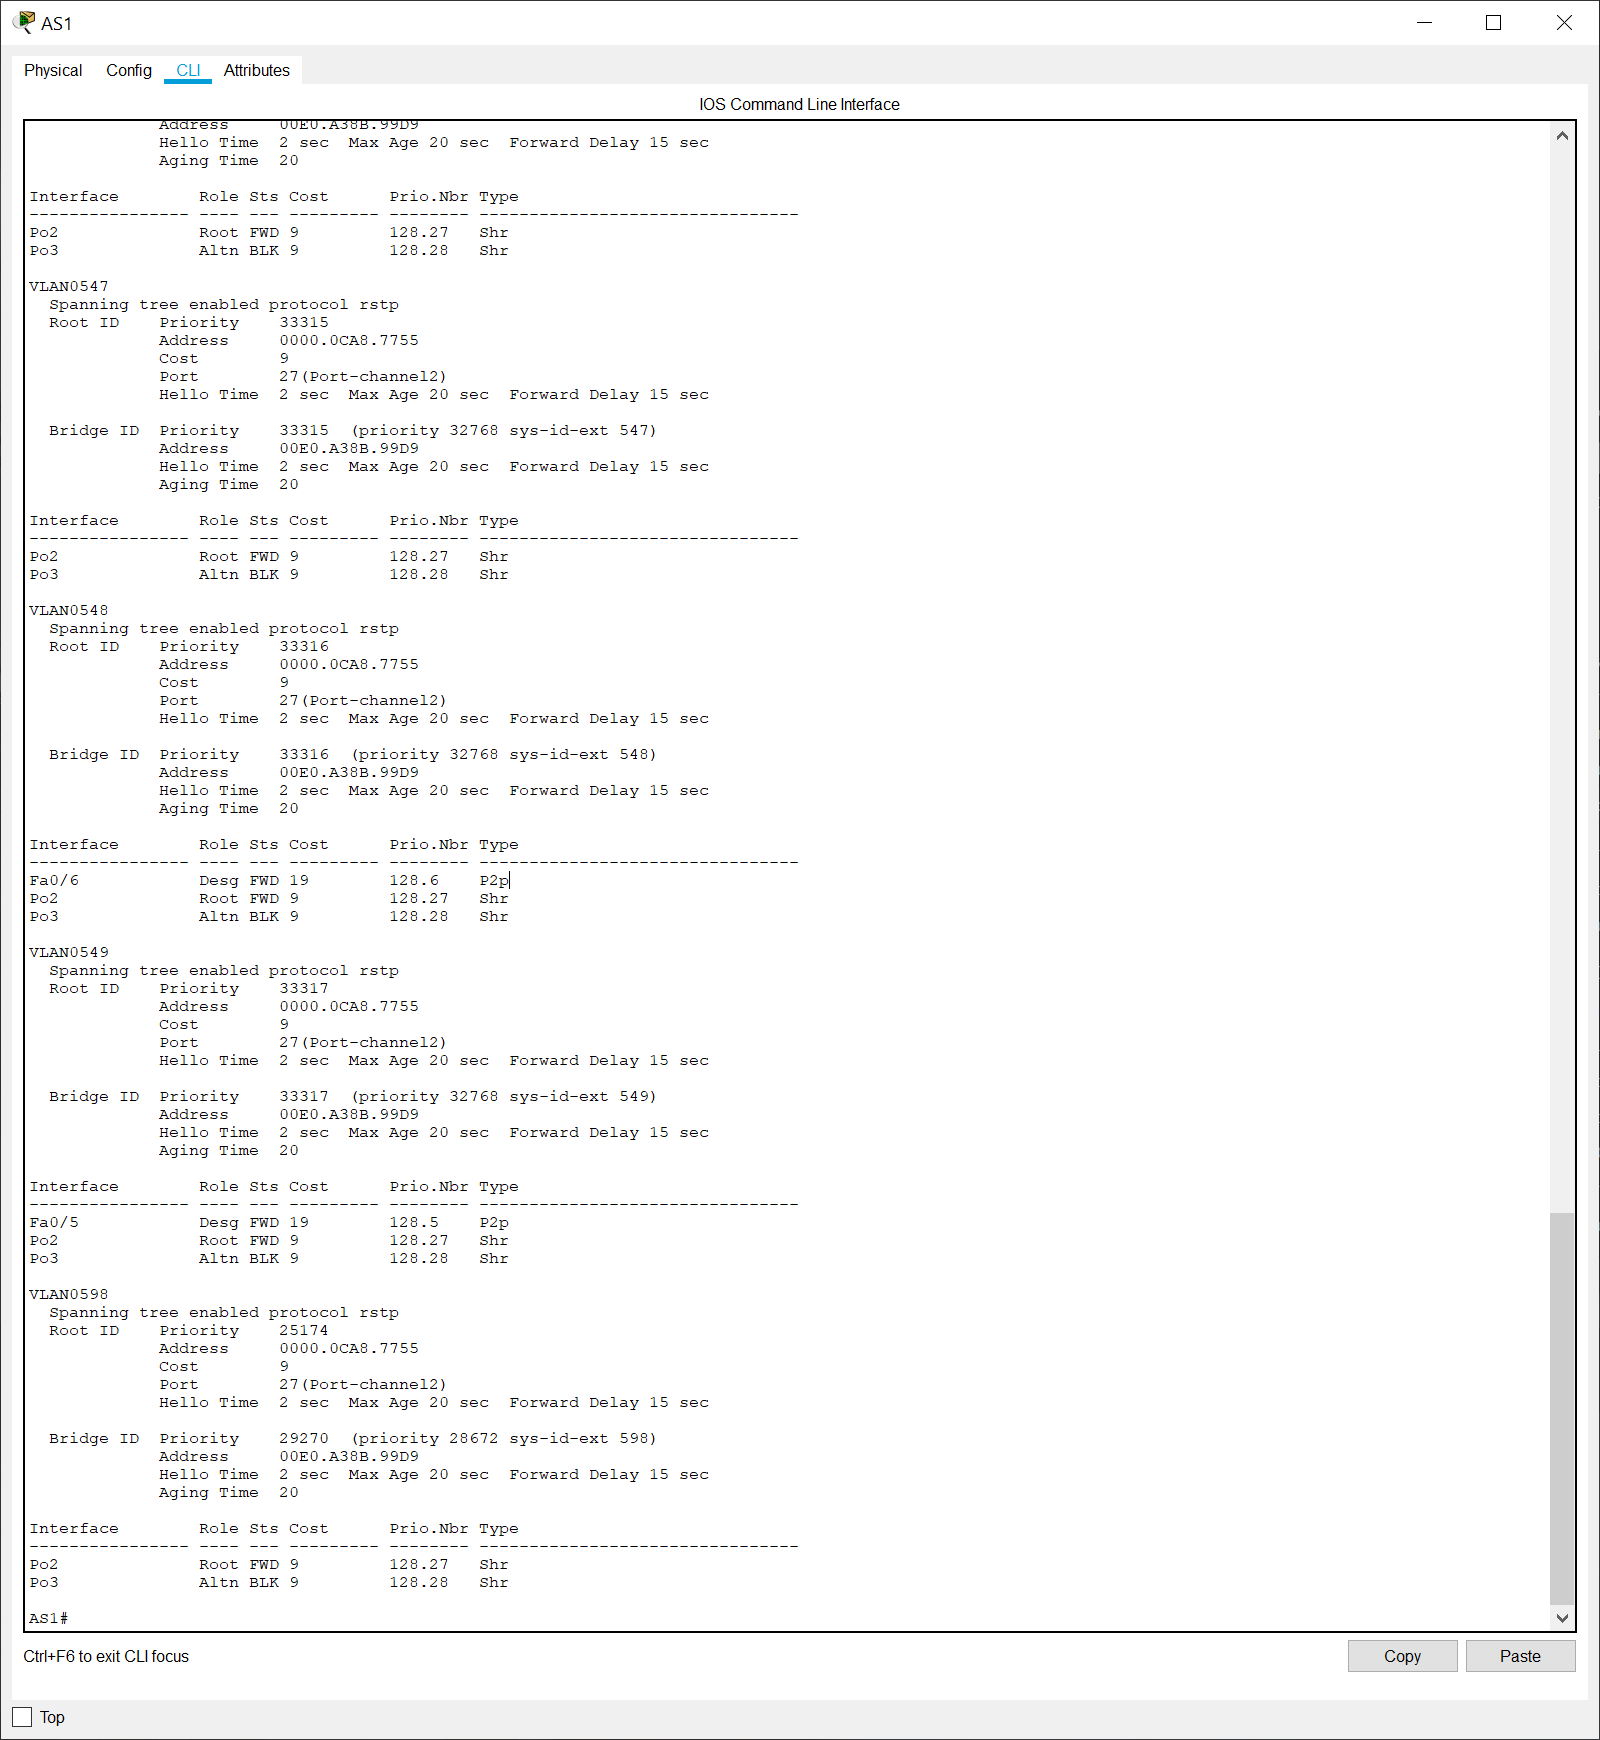 AS1
Physical Config CLI Attributes
IOS Command Line Interface
             Address     00E0.A38B.99D9
             Hello Time  2 sec  Max Age 20 sec  Forward Delay 15 sec
             Aging Time  20

Interface        Role Sts Cost      Prio.Nbr Type
---------------- ---- --- --------- -------- --------------------------------
Po2              Root FWD 9         128.27   Shr
Po3              Altn BLK 9         128.28   Shr

VLAN0547
  Spanning tree enabled protocol rstp
  Root ID    Priority    33315
             Address     0000.0CA8.7755
             Cost        9
             Port        27(Port-channel2)
             Hello Time  2 sec  Max Age 20 sec  Forward Delay 15 sec

  Bridge ID  Priority    33315  (priority 32768 sys-id-ext 547)
             Address     00E0.A38B.99D9
             Hello Time  2 sec  Max Age 20 sec  Forward Delay 15 sec
             Aging Time  20

Interface        Role Sts Cost      Prio.Nbr Type
---------------- ---- --- --------- -------- --------------------------------
Po2              Root FWD 9         128.27   Shr
Po3              Altn BLK 9         128.28   Shr

VLAN0548
  Spanning tree enabled protocol rstp
  Root ID    Priority    33316
             Address     0000.0CA8.7755
             Cost        9
             Port        27(Port-channel2)
             Hello Time  2 sec  Max Age 20 sec  Forward Delay 15 sec

  Bridge ID  Priority    33316  (priority 32768 sys-id-ext 548)
             Address     00E0.A38B.99D9
             Hello Time  2 sec  Max Age 20 sec  Forward Delay 15 sec
             Aging Time  20

Interface        Role Sts Cost      Prio.Nbr Type
---------------- ---- --- --------- -------- --------------------------------
Fa0/6            Desg FWD 19        128.6    P2p
Po2              Root FWD 9         128.27   Shr
Po3              Altn BLK 9         128.28   Shr

VLAN0549
  Spanning tree enabled protocol rstp
  Root ID    Priority    33317
             Address     0000.0CA8.7755
             Cost        9
             Port        27(Port-channel2)
             Hello Time  2 sec  Max Age 20 sec  Forward Delay 15 sec

  Bridge ID  Priority    33317  (priority 32768 sys-id-ext 549)
             Address     00E0.A38B.99D9
             Hello Time  2 sec  Max Age 20 sec  Forward Delay 15 sec
             Aging Time  20

Interface        Role Sts Cost      Prio.Nbr Type
---------------- ---- --- --------- -------- --------------------------------
Fa0/5            Desg FWD 19        128.5    P2p
Po2              Root FWD 9         128.27   Shr
Po3              Altn BLK 9         128.28   Shr

VLAN0598
  Spanning tree enabled protocol rstp
  Root ID    Priority    25174
             Address     0000.0CA8.7755
             Cost        9
             Port        27(Port-channel2)
             Hello Time  2 sec  Max Age 20 sec  Forward Delay 15 sec

  Bridge ID  Priority    29270  (priority 28672 sys-id-ext 598)
             Address     00E0.A38B.99D9
             Hello Time  2 sec  Max Age 20 sec  Forward Delay 15 sec
             Aging Time  20

Interface        Role Sts Cost      Prio.Nbr Type
---------------- ---- --- --------- -------- --------------------------------
Po2              Root FWD 9         128.27   Shr
Po3              Altn BLK 9         128.28   Shr

AS1#
Ctrl+F6 to exit CLI focus
Copy Paste
Top